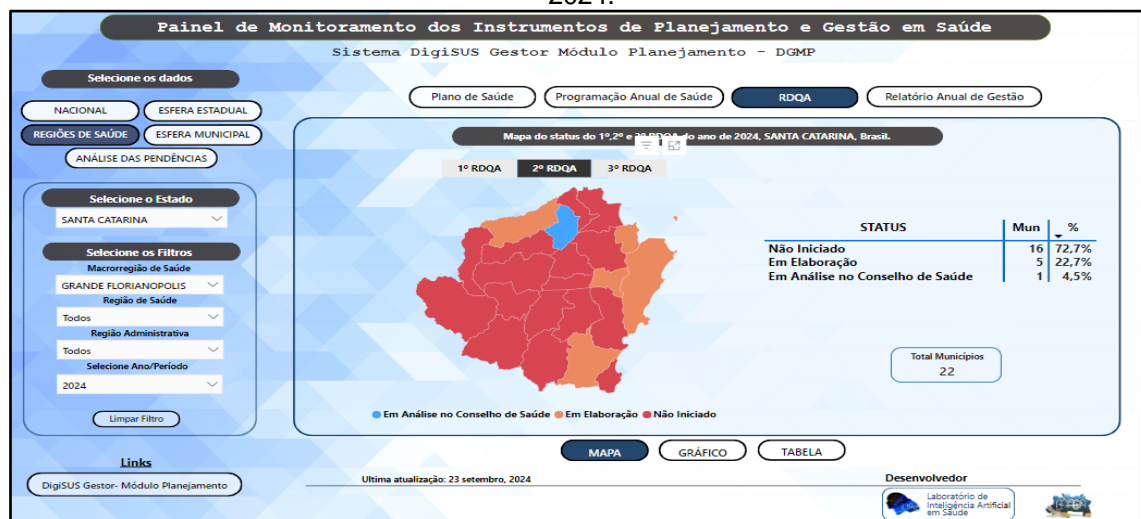 2024.
Painel de Monitoramento dos Instrumentos de Planejamento e Gestão em Saúde
Sistema DigiSUS Gestor Módulo Planejamento - DGMP
Selecione os dados
NACIONAL
ESFERA ESTADUAL
REGIÕES DE SAÚDE
ESFERA MUNICIPAL
ANÁLISE DAS PENDÊNCIAS
Plano de Saúde
Programação Anual de Saúde
RDQA
Relatório Anual de Gestão
Selecione o Estado
SANTA CATARINA
Selecione os Filtros
Macrorregião de Saúde
GRANDE FLORIANOPOLIS
Região de Saúde
Todos
Região Administrativa
Todos
Selecione Ano/Período
2024
Limpar Filtro
Links
DigiSUS Gestor- Módulo Planejamento
Mapa do status do 1º,2º e 3º RDQA do ano de 2024, SANTA CATARINA, Brasil.
1º RDQA 2º RDQA 3º RDQA
STATUS Mun %
Não Iniciado 16 72,7%
Em Elaboração 5 22,7%
Em Análise no Conselho de Saúde 1 4,5%
Total Municípios
22
Em Análise no Conselho de Saúde Em Elaboração Não Iniciado
MAPA
GRÁFICO
TABELA
Ultima atualização: 23 setembro, 2024
Desenvolvedor
Laboratório de
Inteligência Artificial
em Saúde